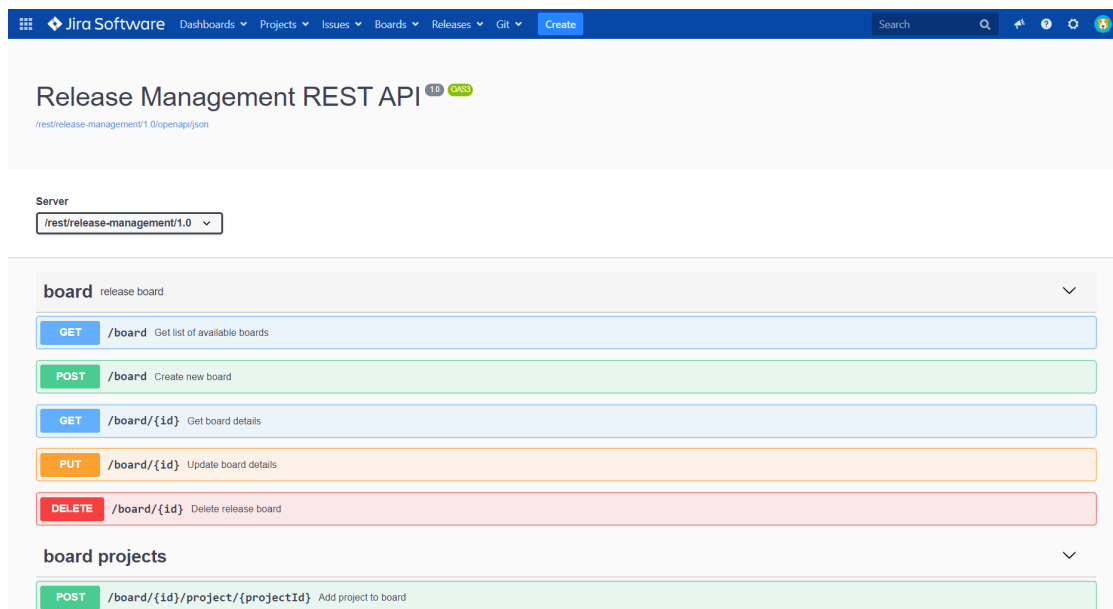 Jira Software Dashboards Projects Issues Boards Releases Git Create Search
Release Management REST API 1.0 OAS3
/rest/release-management/1.0/openapi/json
Server
/rest/release-management/1.0
board release board
GET /board Get list of available boards
POST /board Create new board
GET /board/{id} Get board details
PUT /board/{id} Update board details
DELETE /board/{id} Delete release board
board projects
POST /board/{id}/project/{projectId} Add project to board